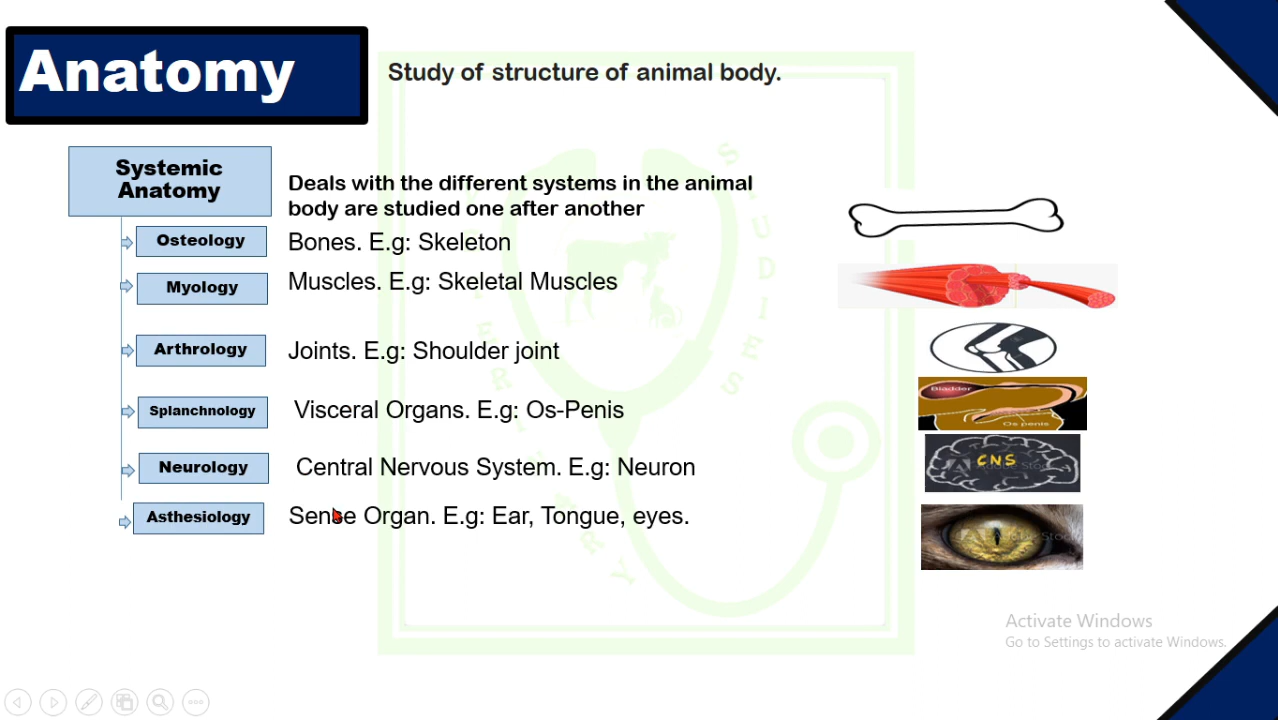 Anatomy
Study of structure of animal body.
Systemic
Anatomy
Deals with the different systems in the animal
body are studied one after another
Osteology
Bones. E.g: Skeleton
Myology
Muscles. E.g: Skeletal Muscles
Arthrology
Joints. E.g: Shoulder joint
Splanchnology
Visceral Organs. E.g: Os-Penis
Bladder
Os penis
Neurology
Central Nervous System. E.g: Neuron
CNS
Asthesiology
Sense Organ. E.g: Ear, Tongue, eyes.
VETERINARY
STUDIES
Activate Windows
Go to Settings to activate Windows.